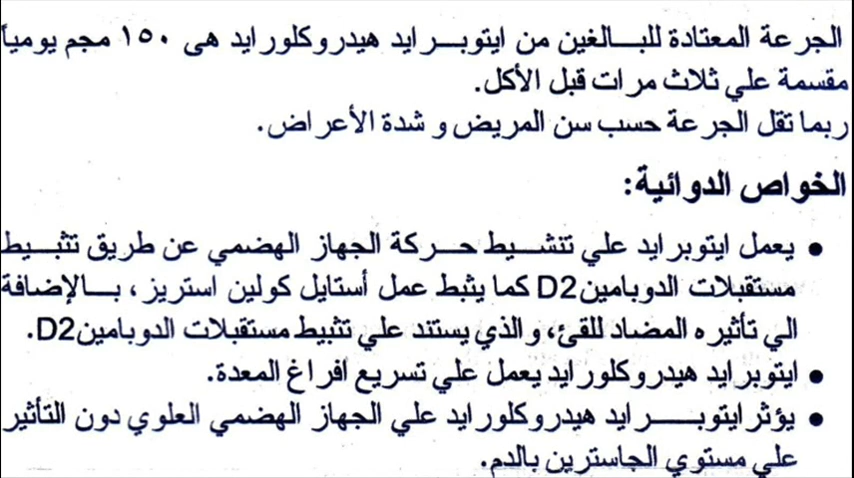 الجرعة المعتادة للبالغين من ايتوبرايد هيدروكلورايد هى ١٥٠ مجم يومياً
مقسمة علي ثلاث مرات قبل الأكل.
ربما تقل الجرعة حسب سن المريض و شدة الأعراض.
الخواص الدوائية:
• يعمل ايتوبرايد علي تنشيط حركة الجهاز الهضمي عن طريق تثبيط
مستقبلات الدوبامينD2 كما يثبط عمل أستايل كولين استريز، بالإضافة
الي تأثيره المضاد للقئ، والذي يستند علي تثبيط مستقبلات الدوبامينD2.
• ايتوبرايد هيدروكلورايد يعمل علي تسريع افراغ المعدة.
• يؤثر ايتوبرايد هيدروكلورايد علي الجهاز الهضمي العلوي دون التأثير
علي مستوي الجاسترين بالدم.